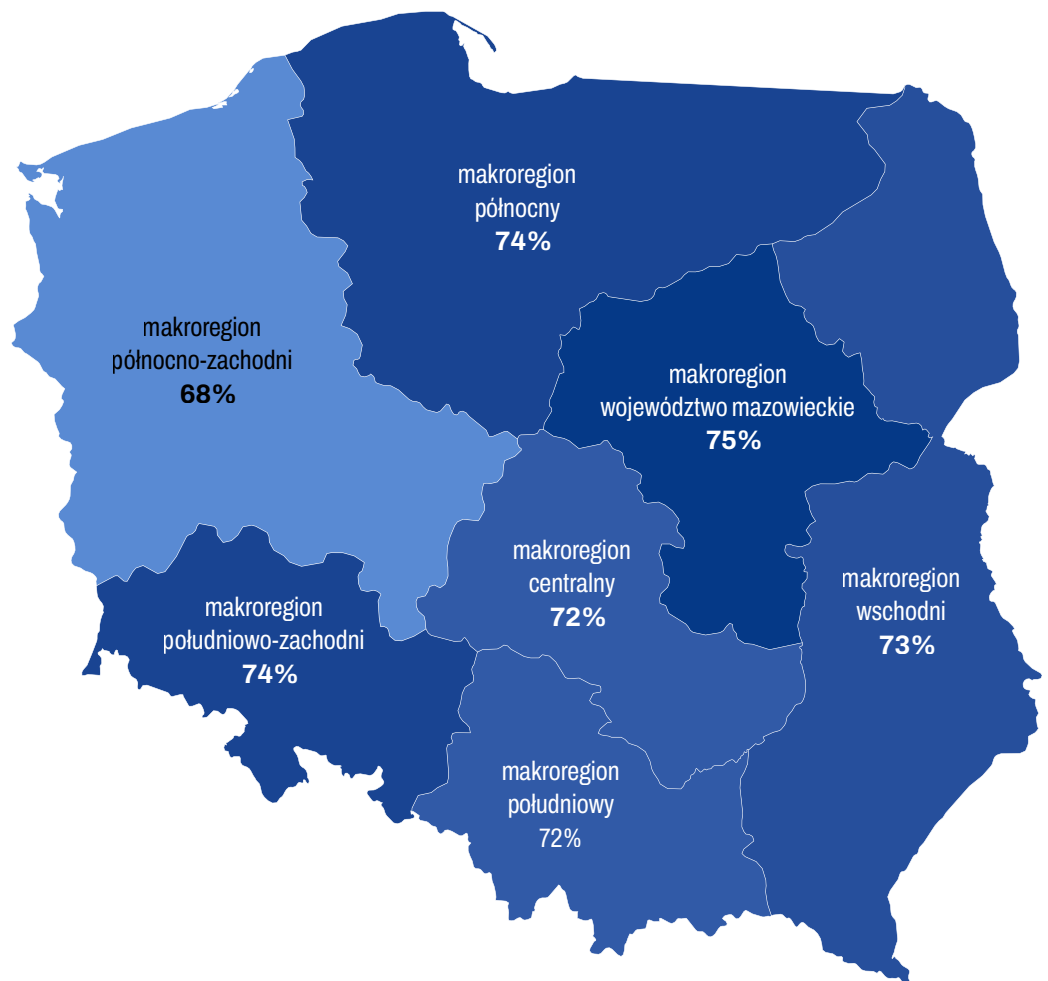 makroregion
północny
74%
makroregion
północno-zachodni
68%
makroregion
województwo mazowieckie
75%
makroregion
centralny
72%
makroregion
wschodni
73%
makroregion
południowo-zachodni
74%
makroregion
południowy
72%